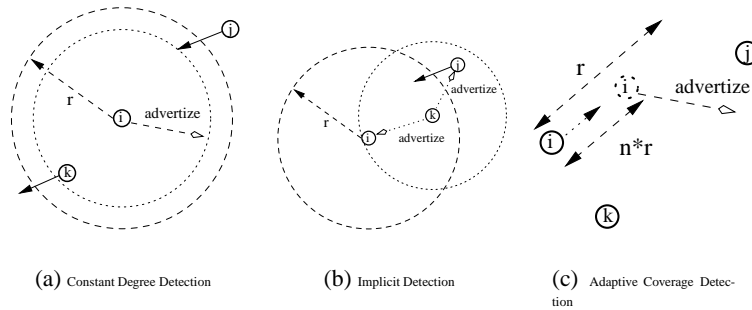 j
r
i
advertize
k
j
advertize
k
r
i
advertize
j
r
i
advertize
i
n*r
k
(a) Constant Degree Detection
(b) Implicit Detection
(c) Adaptive Coverage Detec-
tion